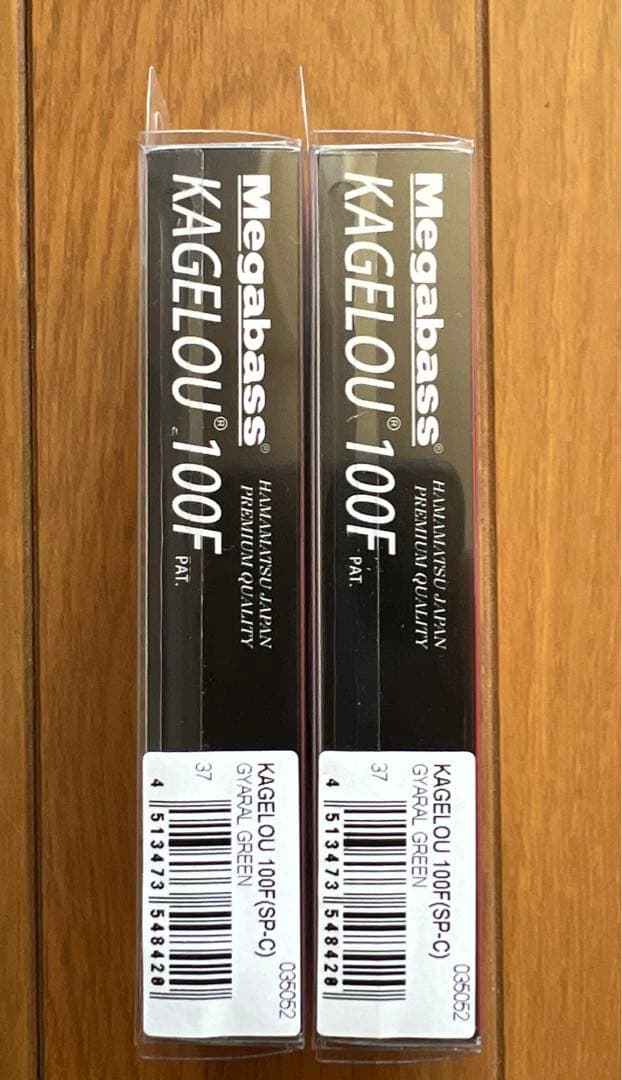 Megabass®
HAMAMATSU JAPAN
PREMIUM QUALITY
KAGELOU® 100F PAT.
035052
KAGELOU 100F(SP-C)
GYARAL GREEN
37
4 513473 548428
Megabass®
HAMAMATSU JAPAN
PREMIUM QUALITY
KAGELOU® 100F PAT.
035052
KAGELOU 100F(SP-C)
GYARAL GREEN
37
4 513473 548428